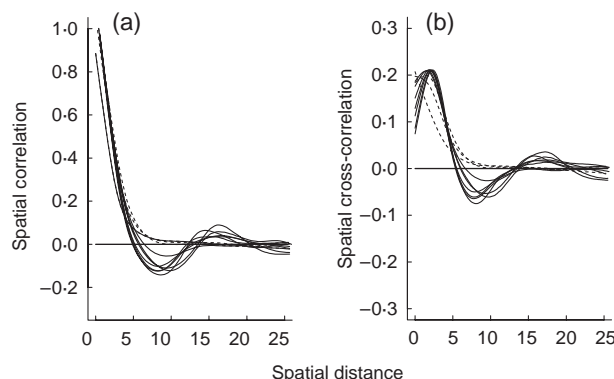 (a)
Spatial correlation
1·0
0·8
0·6
0·4
0·2
0·0
−0·2
0 5 10 15 20 25
(b)
Spatial cross-correlation
0·3
0·2
0·1
0·0
−0·1
−0·2
−0·3
0 5 10 15 20 25
Spatial distance